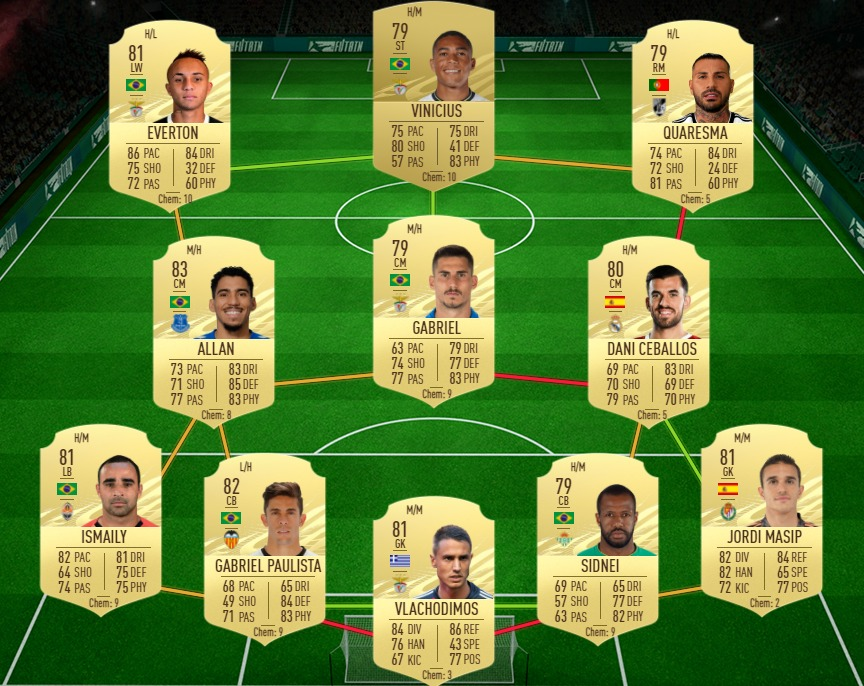 FUTBIN
FUTBIN
H/L
81
LW
EVERTON
86 PAC 84 DRI
75 SHO 32 DEF
72 PAS 60 PHY
Chem: 10
H/M
79
ST
VINICIUS
75 PAC 75 DRI
80 SHO 41 DEF
57 PAS 83 PHY
Chem: 10
H/L
79
RM
QUARESMA
74 PAC 84 DRI
72 SHO 24 DEF
81 PAS 60 PHY
Chem: 5
M/H
83
CM
ALLAN
73 PAC 83 DRI
71 SHO 85 DEF
77 PAS 83 PHY
Chem: 8
M/H
79
CM
GABRIEL
63 PAC 79 DRI
74 SHO 77 DEF
77 PAS 83 PHY
Chem: 9
H/M
80
CM
DANI CEBALLOS
69 PAC 83 DRI
70 SHO 69 DEF
79 PAS 70 PHY
Chem: 5
H/M
81
LB
ISMAILY
82 PAC 81 DRI
64 SHO 75 DEF
74 PAS 75 PHY
Chem: 9
L/H
82
CB
GABRIEL PAULISTA
68 PAC 65 DRI
49 SHO 84 DEF
71 PAS 83 PHY
Chem: 9
M/M
81
GK
VLACHODIMOS
84 DIV 86 REF
76 HAN 43 SPE
67 KIC 77 POS
Chem: 3
H/M
79
CB
SIDNEI
69 PAC 65 DRI
57 SHO 77 DEF
63 PAS 82 PHY
Chem: 9
M/M
81
GK
JORDI MASIP
82 DIV 84 REF
82 HAN 65 SPE
72 KIC 77 POS
Chem: 2